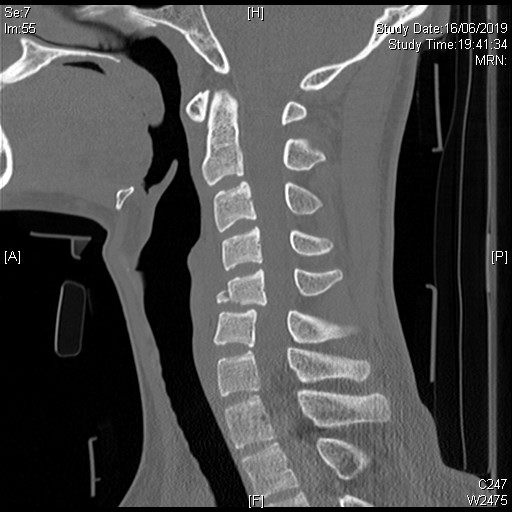 Se:7
Im:55
[H]
Study Date:16/06/2019
Study Time:19:41:34
MRN:
[A]
[P]
[F]
C247
W2475